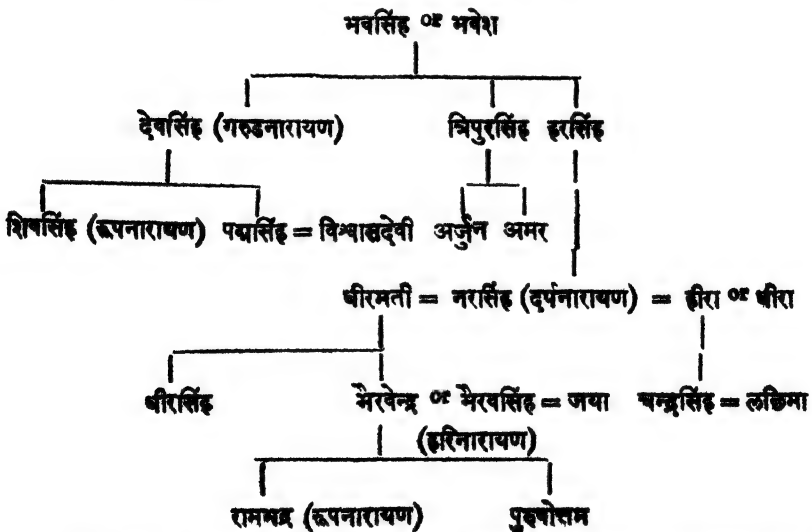 भवसिंह or भवेश
देवसिंह (गरुडनारायण) त्रिपुरसिंह हरसिंह
शिवसिंह (रूपनारायण) पद्मसिंह = विश्वासदेवी अर्जुन अमर
धीरमती = नरसिंह (दर्पनारायण) = हीरा or धीरा
धीरसिंह भैरवेन्द्र or भैरवसिंह = जया चन्द्रसिंह = लछिमा
(हरिनारायण)
रामभद्र (रूपनारायण) पुरुषोत्तम